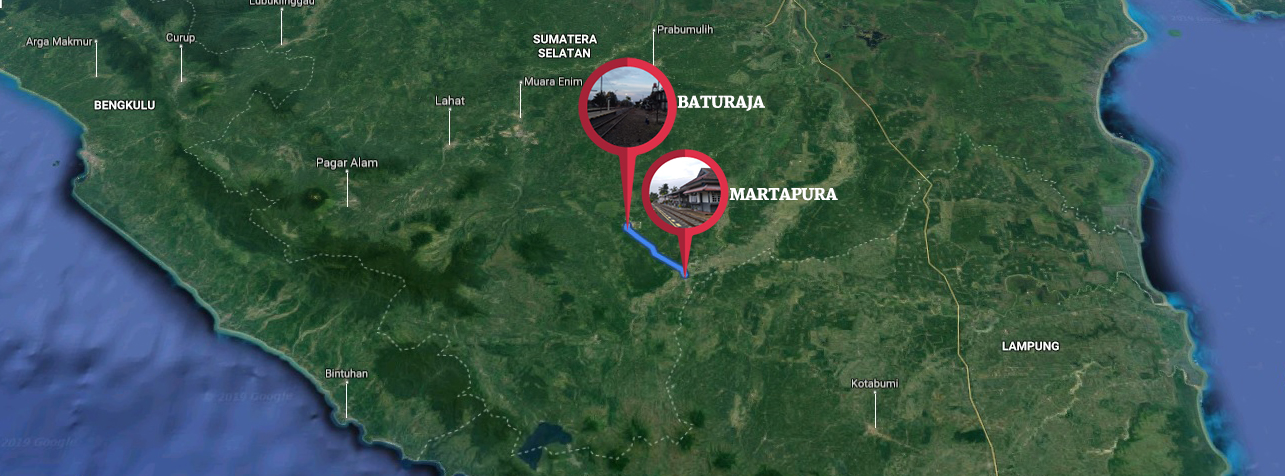 Lubuklinggau
Arga Makmur
Curup
SUMATERA
SELATAN
Prabumulih
BENGKULU
Lahat
Muara Enim
BATURAJA
Pagar Alam
MARTAPURA
LAMPUNG
Bintuhan
Kotabumi
© 2019 Google
2019 Google